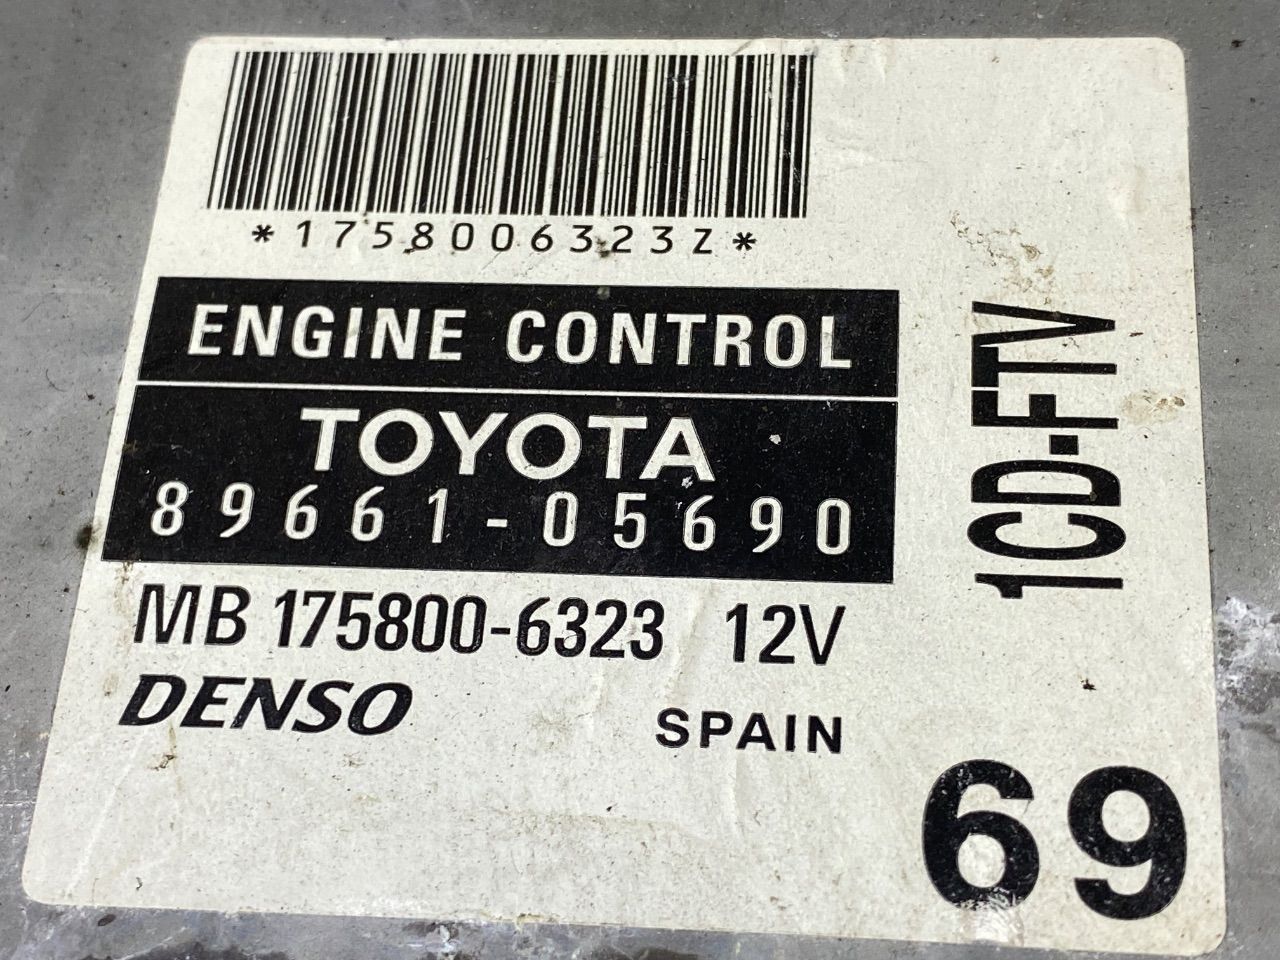 *1758006323Z*
ENGINE CONTROL
TOYOTA
89661-05690
MB 175800-6323 12V
DENSO
SPAIN
1CD-FTV
69